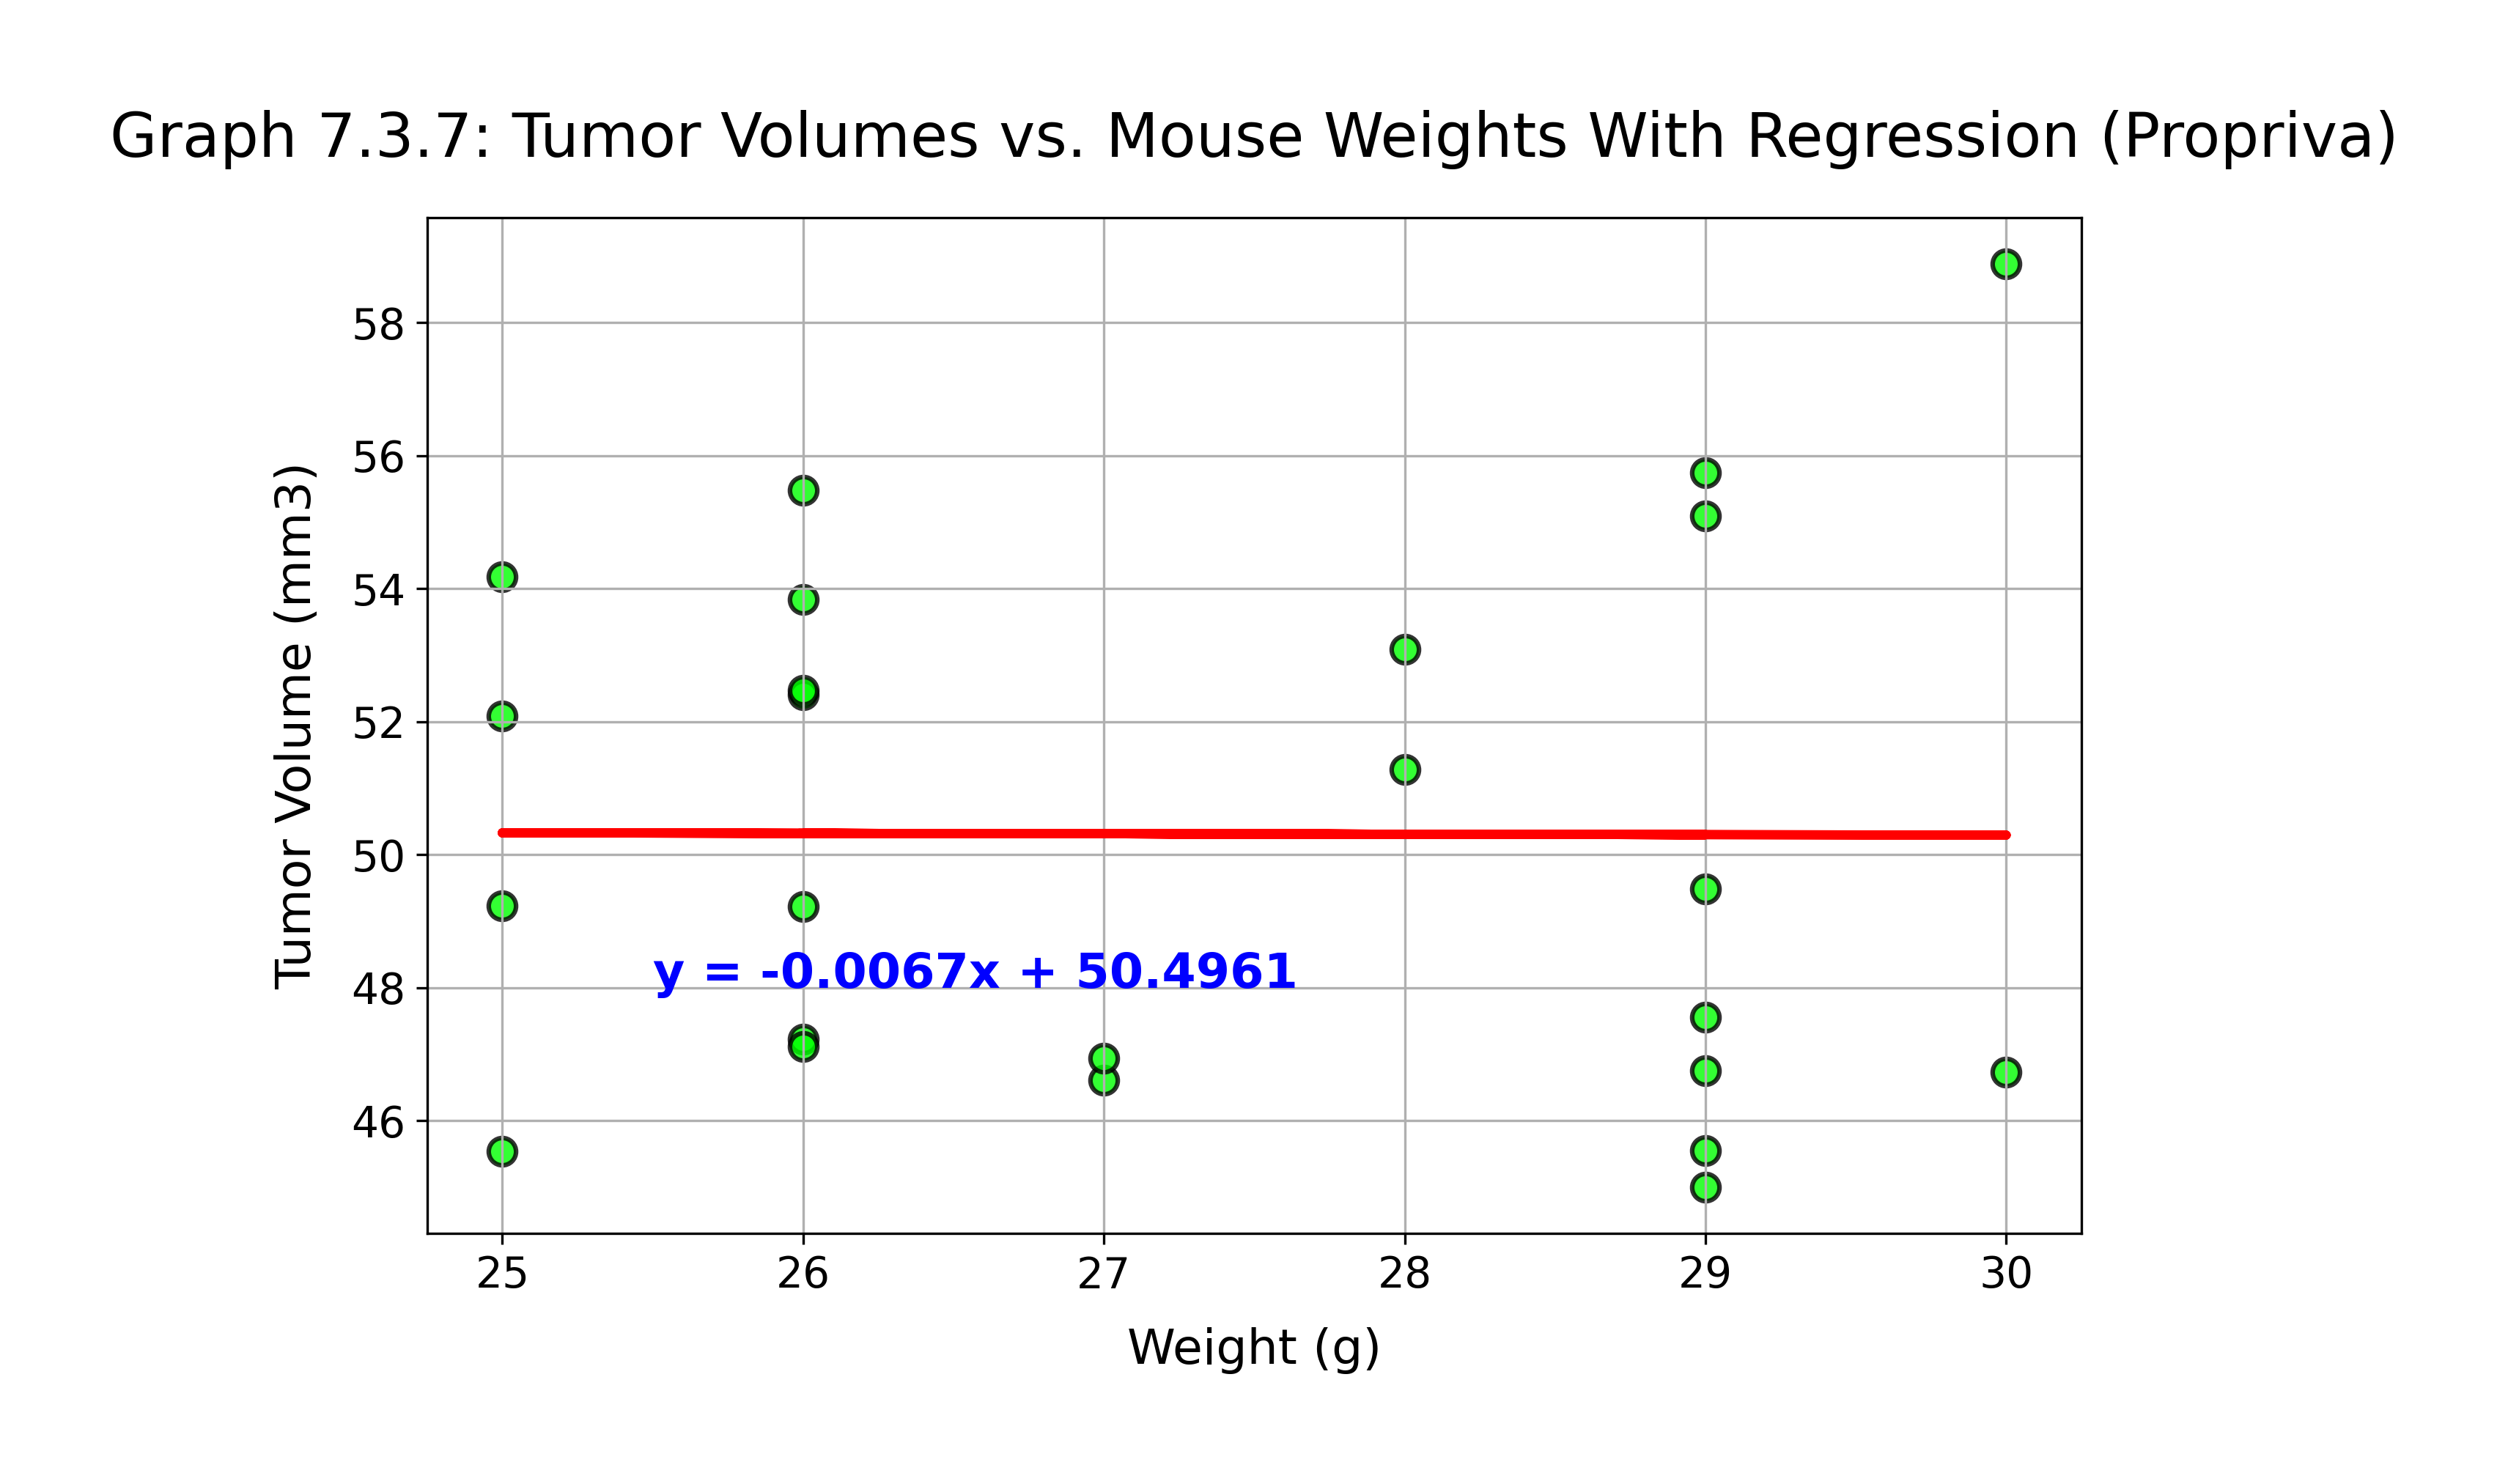 Graph 7.3.7: Tumor Volumes vs. Mouse Weights With Regression (Propriva)
Tumor Volume (mm3)
58
56
54
52
50
48
46
y = -0.0067x + 50.4961
25 26 27 28 29 30
Weight (g)